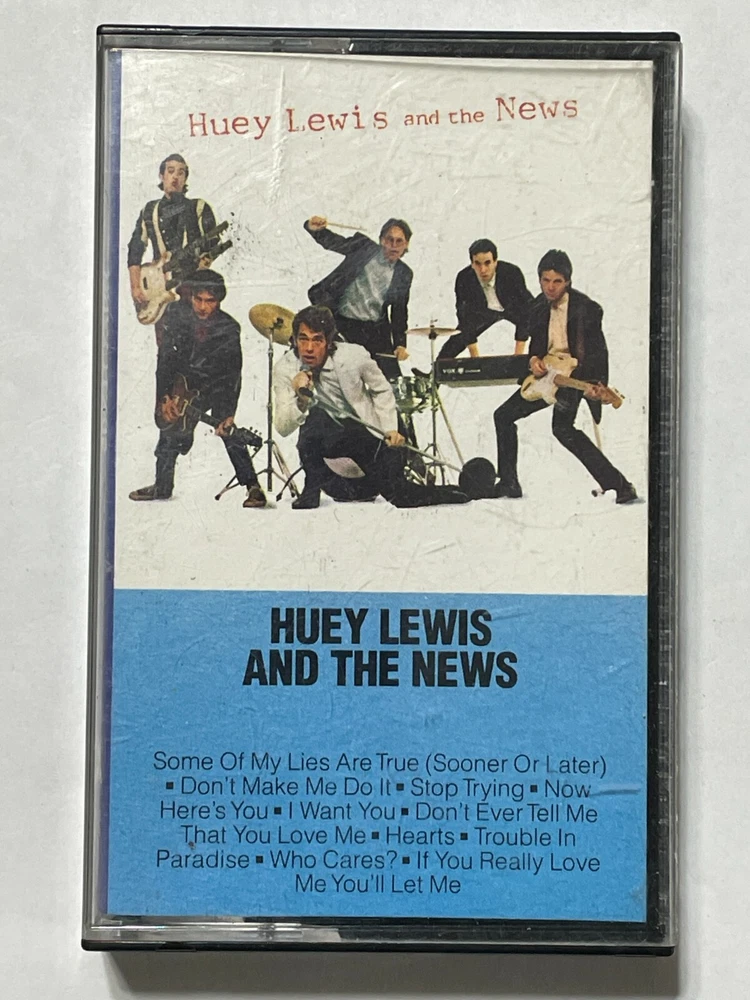 Huey Lewis and the News
VOX
HUEY LEWIS
AND THE NEWS
Some Of My Lies Are True (Sooner Or Later)
▪ Don't Make Me Do It ▪ Stop Trying ▪ Now
Here's You ▪ I Want You ▪ Don't Ever Tell Me
That You Love Me ▪ Hearts ▪ Trouble In
Paradise ▪ Who Cares? ▪ If You Really Love
Me You'll Let Me